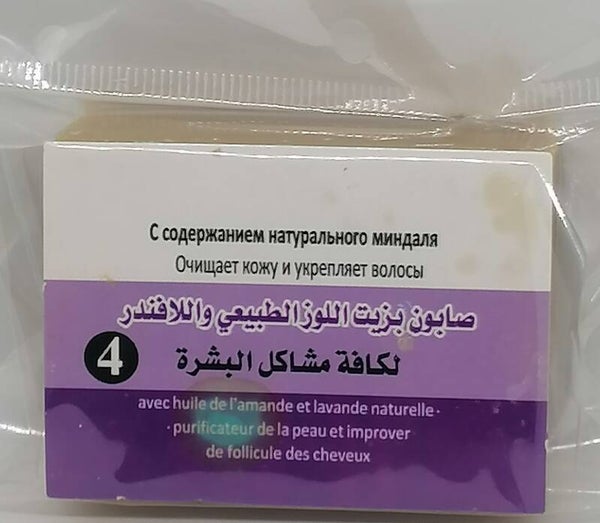 С содержанием натурального миндаля
Очищает кожу и укрепляет волосы
صابون بزيت اللوز الطبيعي واللافندر
لكافة مشاكل البشرة
4
avec huile de l'amande et lavande naturelle·
· purificateur de la peau et improver
de follicule des cheveux